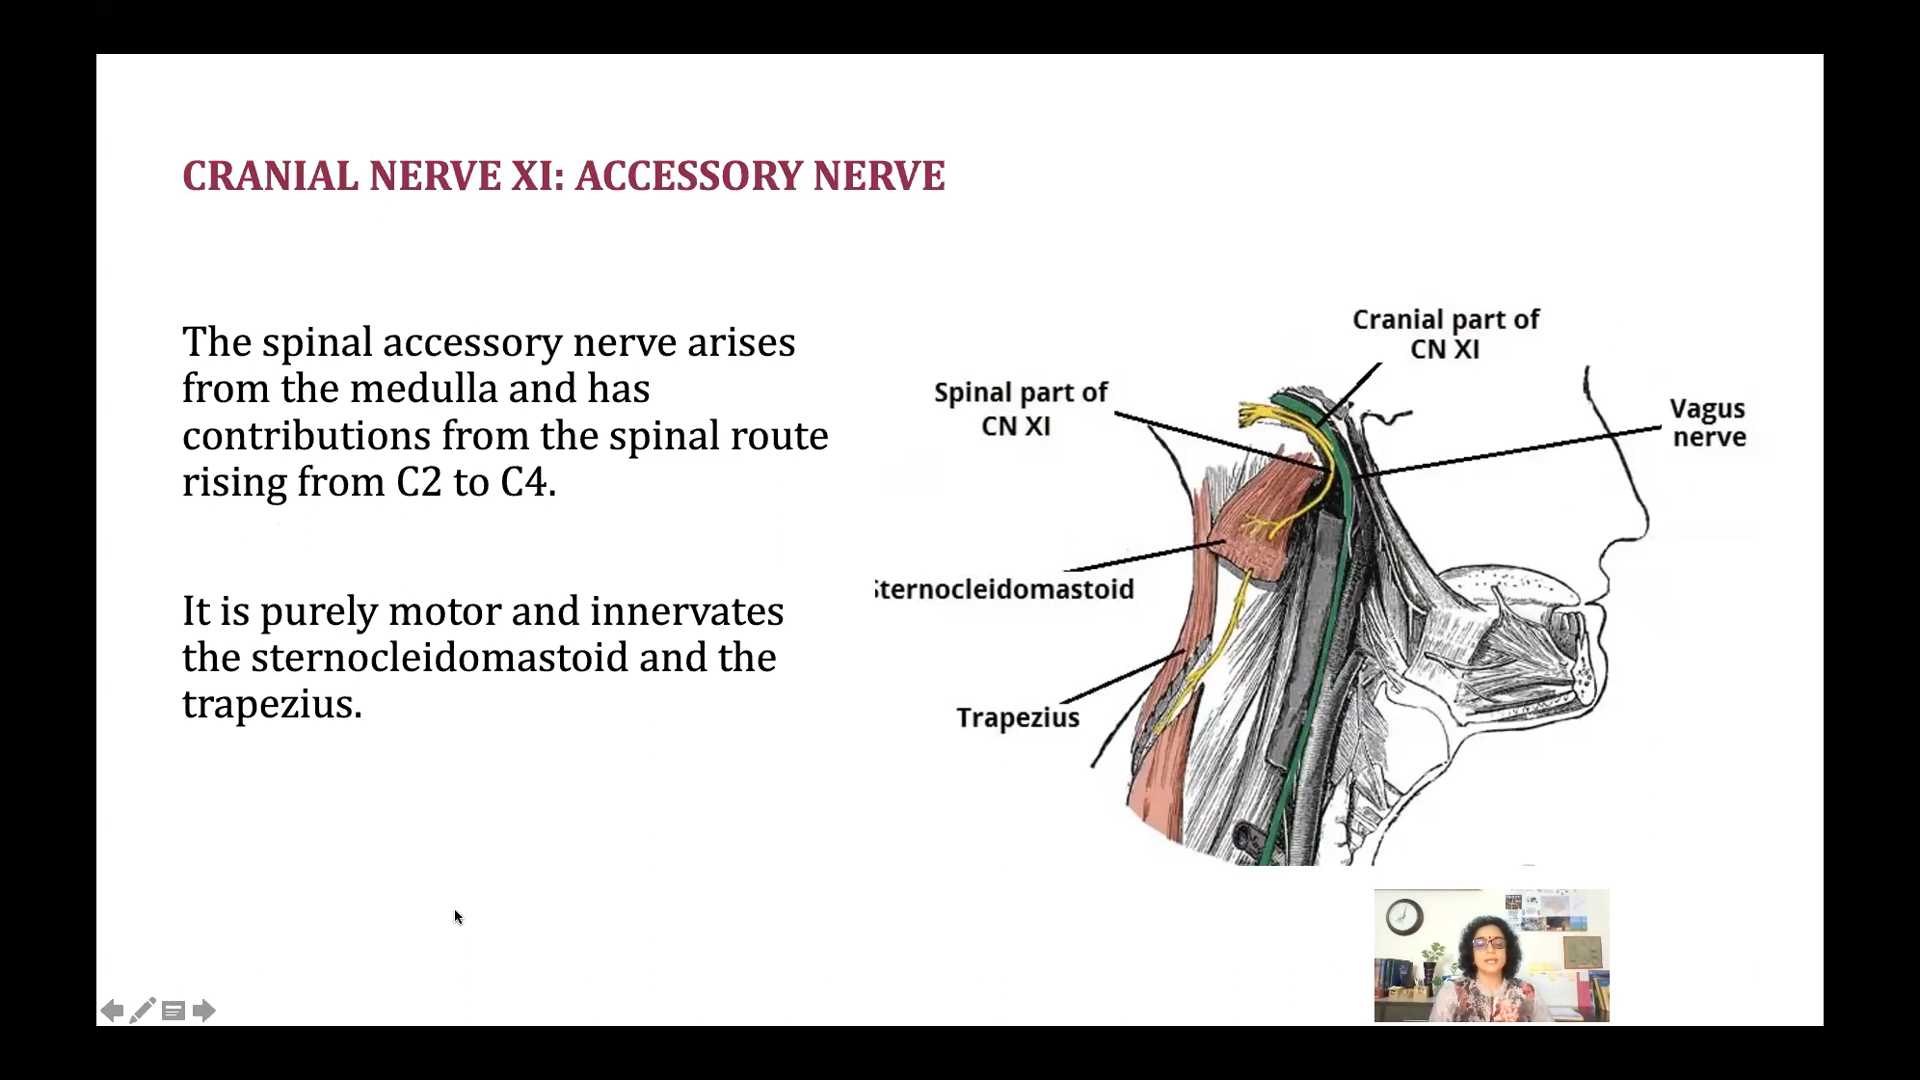 CRANIAL NERVE XI: ACCESSORY NERVE
The spinal accessory nerve arises
from the medulla and has
contributions from the spinal route
rising from C2 to C4.
It is purely motor and innervates
the sternocleidomastoid and the
trapezius.
Cranial part of
CN XI
Spinal part of
CN XI
Vagus
nerve
Sternocleidomastoid
Trapezius